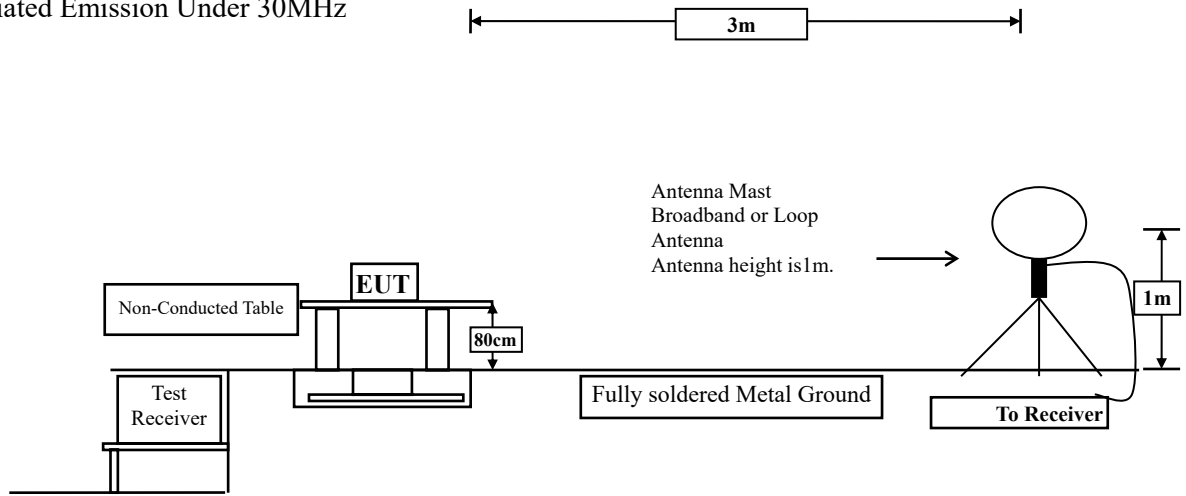 Emission Under 30MHz
3m
Antenna Mast
Broadband or Loop
Antenna
Antenna height is1m.
EUT
Non-Conducted Table
1m
80cm
Test
Receiver
Fully soldered Metal Ground
To Receiver